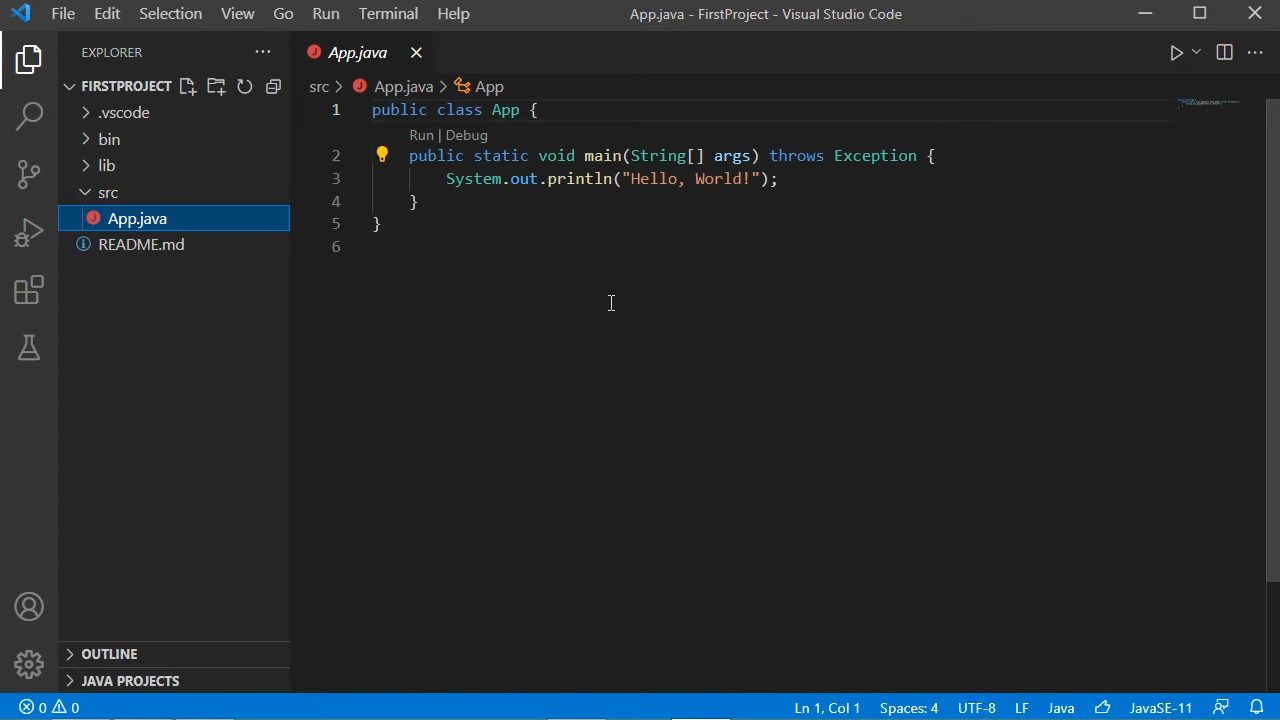 File Edit Selection View Go Run Terminal Help App.java - FirstProject - Visual Studio Code
EXPLORER
FIRSTPROJECT
.vscode
bin
lib
src
App.java
README.md
OUTLINE
JAVA PROJECTS
App.java
src > App.java > App
1 public class App {
Run | Debug
2 public static void main(String[] args) throws Exception {
3 System.out.println("Hello, World!");
4 }
5 }
6
0 0 Ln 1, Col 1 Spaces: 4 UTF-8 LF Java JavaSE-11